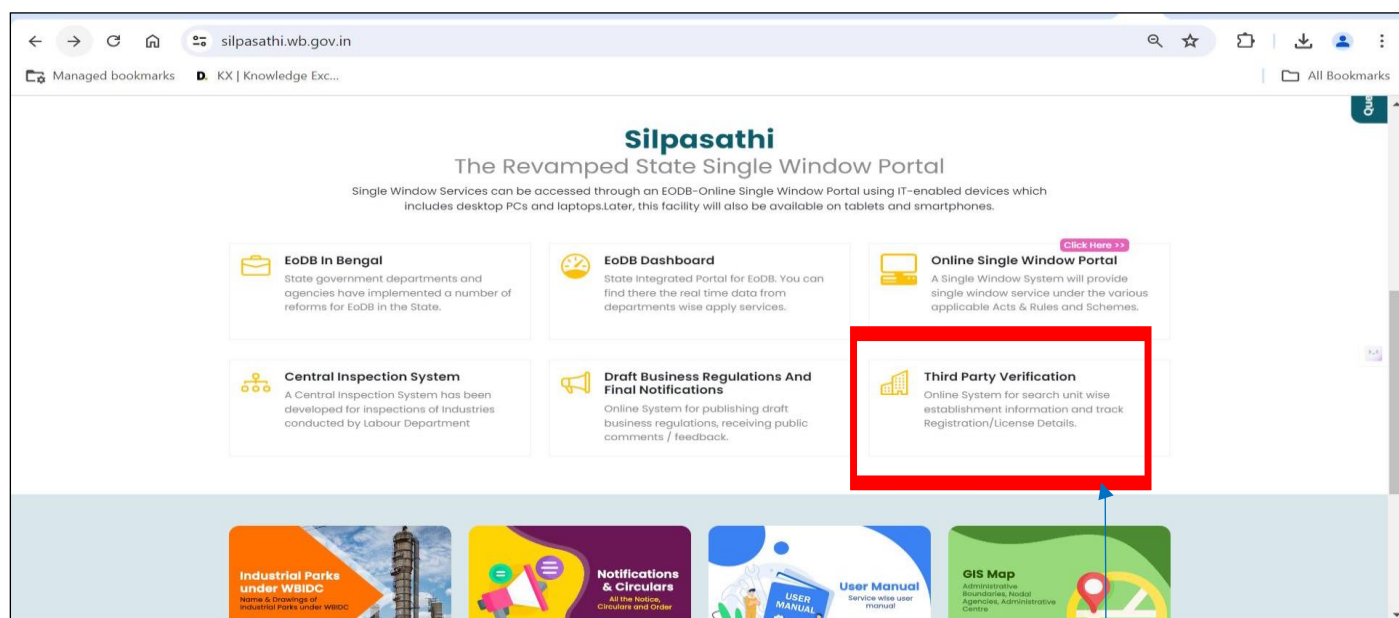 silpasathi.wb.gov.in
Managed bookmarks
D. KX | Knowledge Exc...
All Bookmarks
Que
Silpasathi
The Revamped State Single Window Portal
Single Window Services can be accessed through an EODB-Online Single Window Portal using IT-enabled devices which
includes desktop PCs and laptops.Later, this facility will also be available on tablets and smartphones.
EoDB In Bengal
State government departments and
agencies have implemented a number of
reforms for EoDB in the State.
EoDB Dashboard
State Integrated Portal for EoDB. You can
find there the real time data from
departments wise apply services.
Click Here >>
Online Single Window Portal
A Single Window System will provide
single window service under the various
applicable Acts & Rules and Schemes.
Central Inspection System
A Central Inspection System has been
developed for inspections of Industries
conducted by Labour Department
Draft Business Regulations And
Final Notifications
Online System for publishing draft
business regulations, receiving public
comments / feedback.
Third Party Verification
Online System for search unit wise
establishment information and track
Registration/License Details.
Industrial Parks
under WBIDC
Name & Drawings of
Industrial Parks under WBIDC
Notifications
& Circulars
All the Notice,
Circulars and Order
USER
MANUAL
User Manual
Service wise user
manual
GIS Map
Administrative
Boundaries, Nodal
Agencies, Administrative
Centre